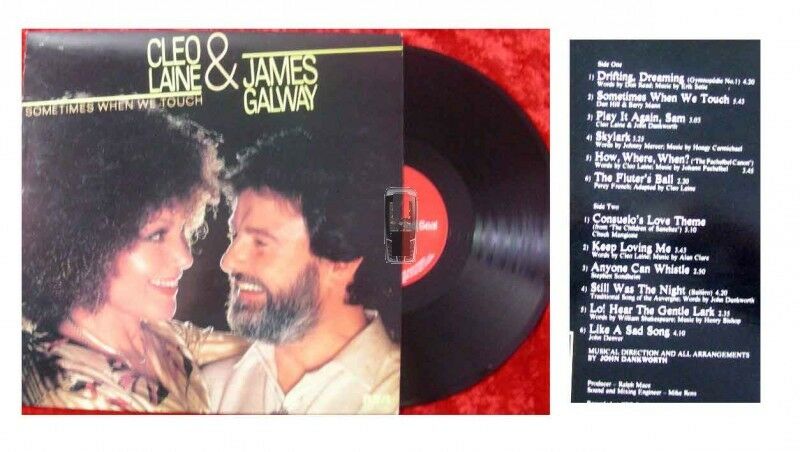 CLEO
LAINE
&
JAMES
GALWAY
SOMETIMES WHEN WE TOUCH
Seal
Side One
1) Drifting, Dreaming (Gymnopédie No.1) 4.20
Words by Don Read; Music by Erik Satie
2) Sometimes When We Touch 3.43
Dan Hill & Barry Mann
3) Play It Again, Sam 3.03
Cleo Laine & John Dankworth
4) Skylark 3.25
Words by Johnny Mercer; Music by Hoagy Carmichael
5) How, Where, When? ('The Pachelbel Canon')
Words by Cleo Laine; Music by Johann Pachelbel 3.45
6) The Fluter's Ball 2.30
Percy French; Adapted by Cleo Laine
Side Two
1) Consuelo's Love Theme
(from 'The Children of Sanchez') 3.10
Chuck Mangione
2) Keep Loving Me 3.43
Words by Cleo Laine; Music by Alan Clare
3) Anyone Can Whistle 2.50
Stephen Sondheim
4) Still Was The Night (Baïlèro) 4.20
Traditional Song of the Auvergne; Words by John Dankworth
5) Lo! Hear The Gentle Lark 2.35
Words by William Shakespeare; Music by Henry Bishop
6) Like A Sad Song 4.10
John Denver
MUSICAL DIRECTION AND ALL ARRANGEMENTS
BY JOHN DANKWORTH
Producer - Ralph Mace
Sound and Mixing Engineer - Mike Ross